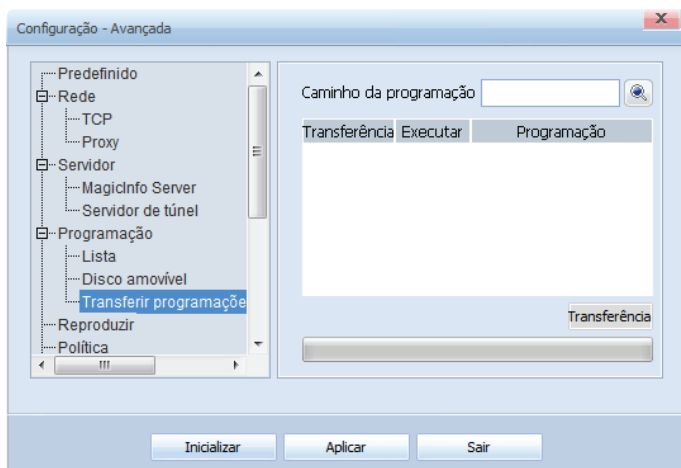 Configuração - Avançada
Predefinido
Rede
TCP
Proxy
Servidor
MagicInfo Server
Servidor de túnel
Programação
Lista
Disco amovível
Transferir programaçõe
Reproduzir
Política
Caminho da programação
Transferência Executar Programação
Transferência
Inicializar Aplicar Sair